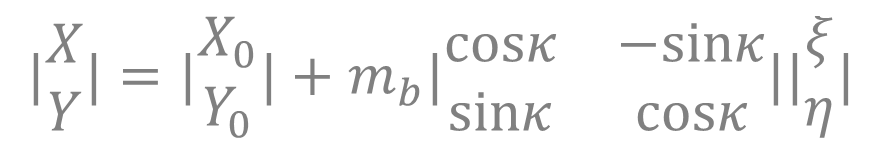 |X Y| = |X₀ Y₀| + m_b |cosκ −sinκ sinκ cosκ| |ξ η|